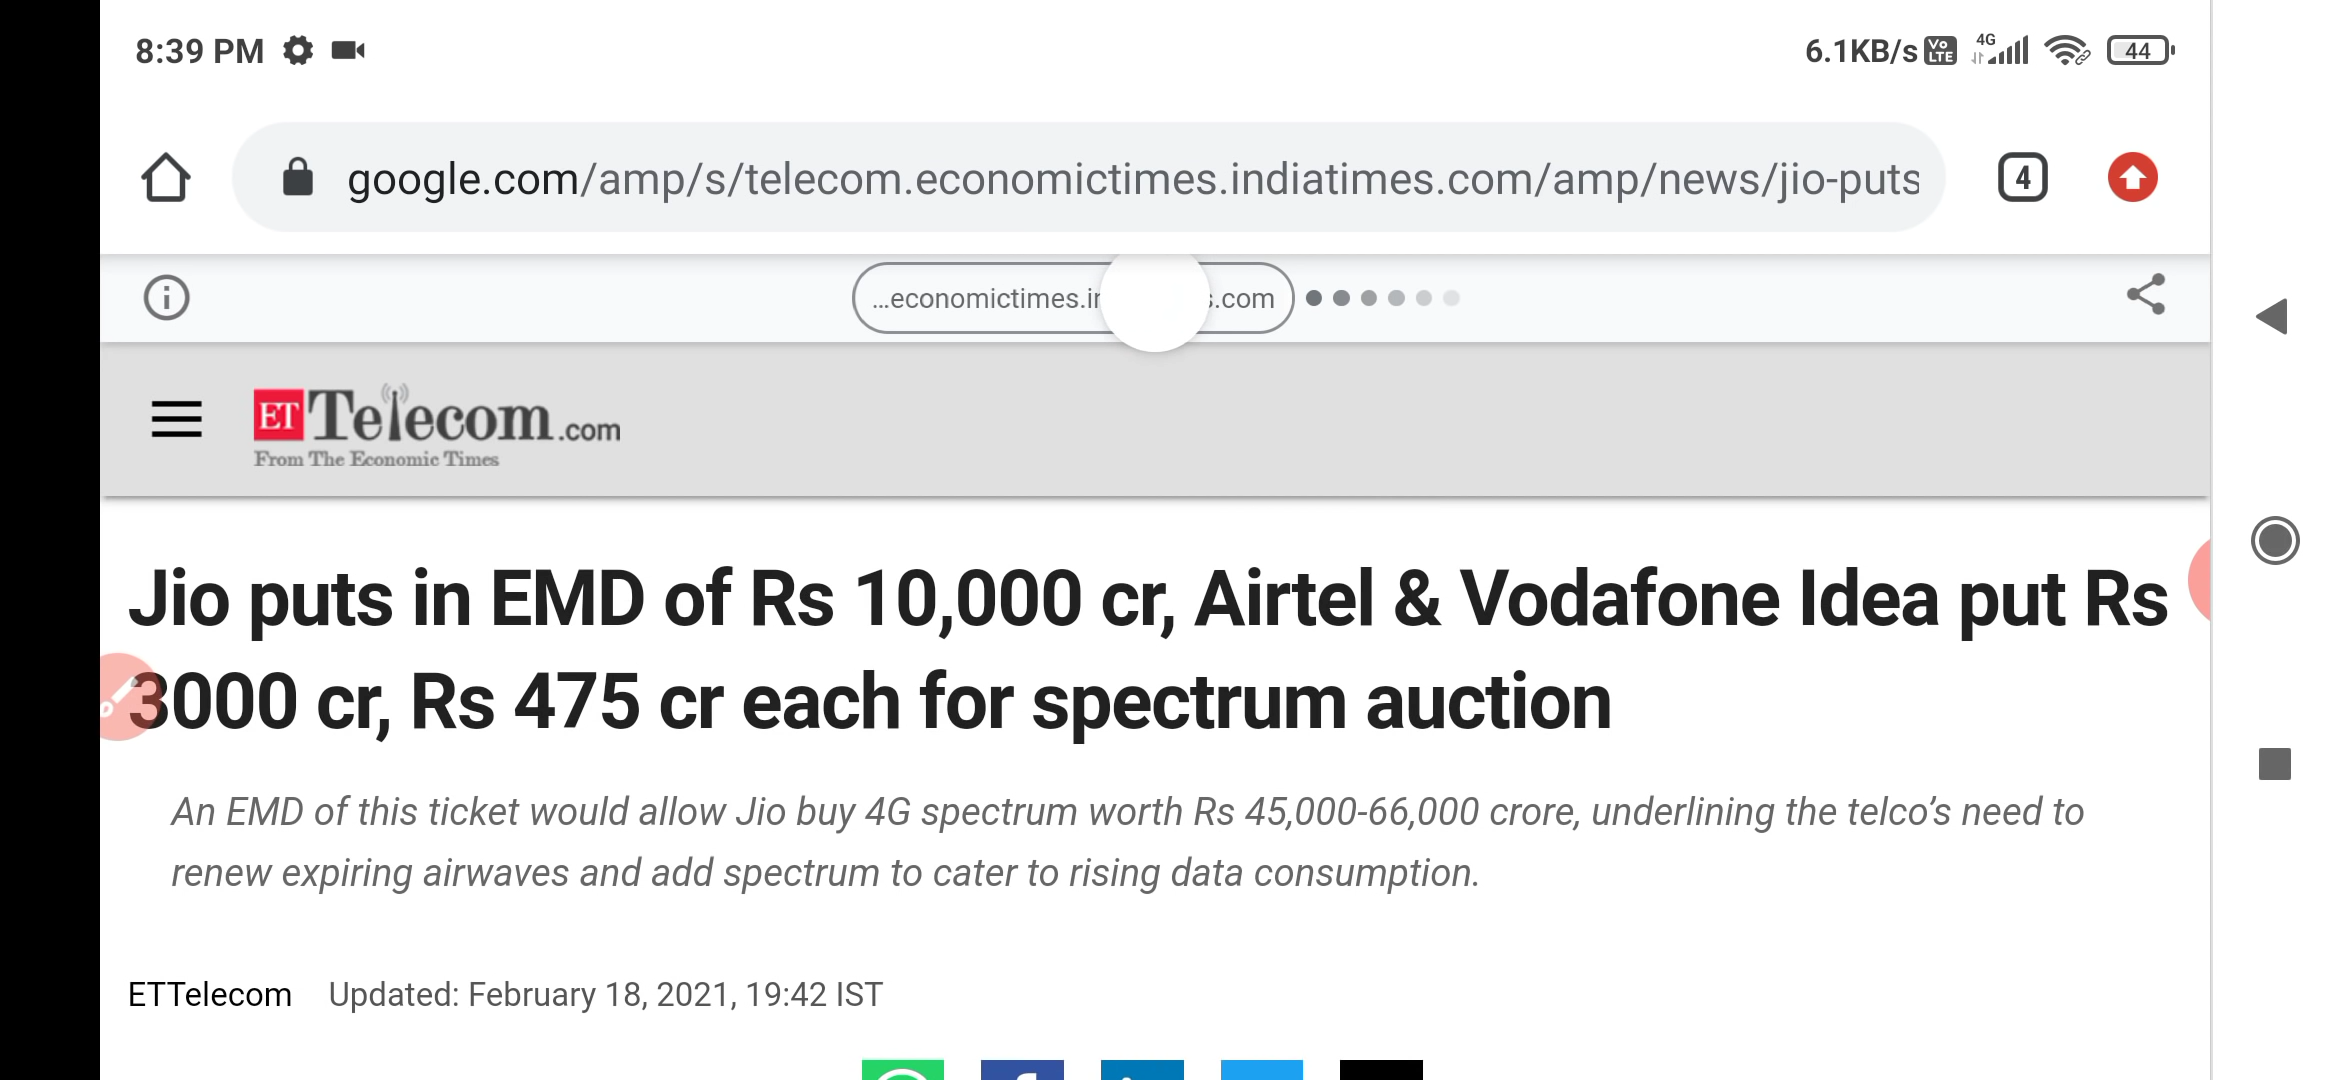 8:39 PM 6.1KB/s Vo LTE 4G 44
google.com/amp/s/telecom.economictimes.indiatimes.com/amp/news/jio-puts 4
...economictimes.in s.com
ET Telecom.com
From The Economic Times
Jio puts in EMD of Rs 10,000 cr, Airtel & Vodafone Idea put Rs
3000 cr, Rs 475 cr each for spectrum auction
An EMD of this ticket would allow Jio buy 4G spectrum worth Rs 45,000-66,000 crore, underlining the telco’s need to
renew expiring airwaves and add spectrum to cater to rising data consumption.
ETTelecom Updated: February 18, 2021, 19:42 IST